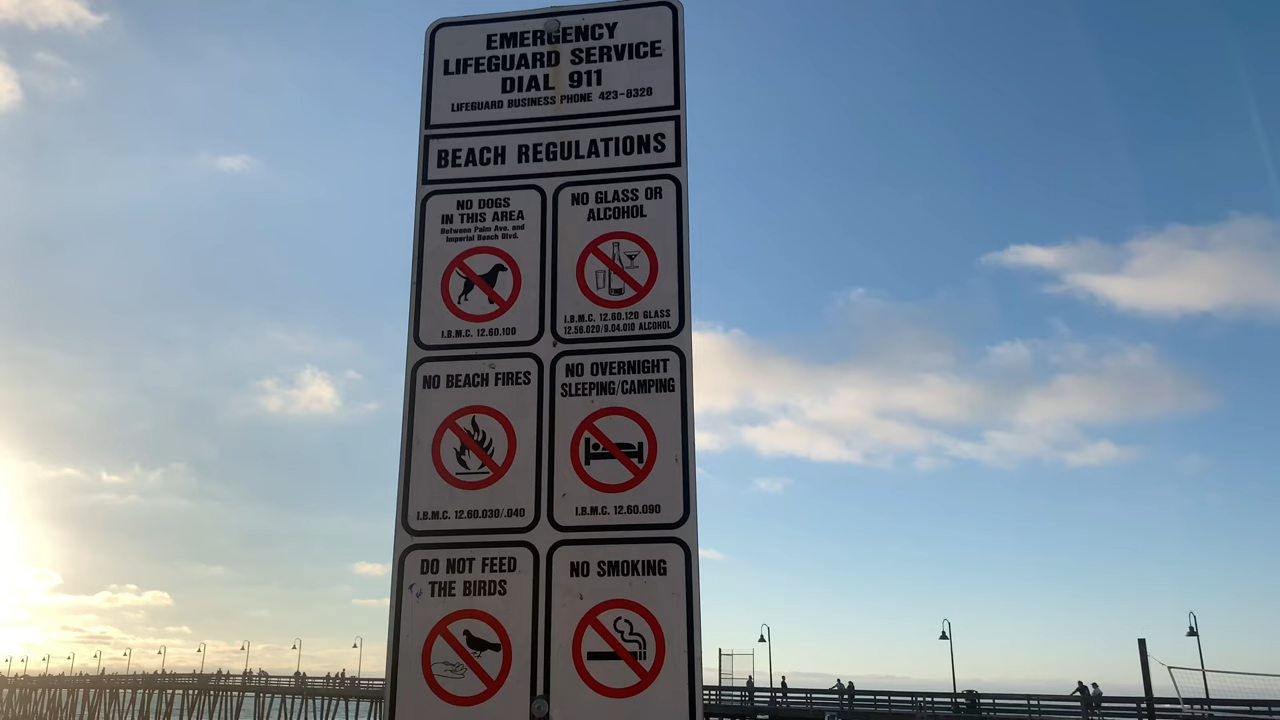 EMERGENCY
LIFEGUARD SERVICE
DIAL 911
LIFEGUARD BUSINESS PHONE 423-8328
BEACH REGULATIONS
NO DOGS
IN THIS AREA
Between Palm Ave. and
Imperial Beach Blvd.
I.B.M.C. 12.60.100
NO GLASS OR
ALCOHOL
I.B.M.C. 12.60.120 GLASS
12.56.020/9.04.010 ALCOHOL
NO BEACH FIRES
I.B.M.C. 12.60.030/.040
NO OVERNIGHT
SLEEPING/CAMPING
I.B.M.C. 12.60.090
DO NOT FEED
THE BIRDS
NO SMOKING